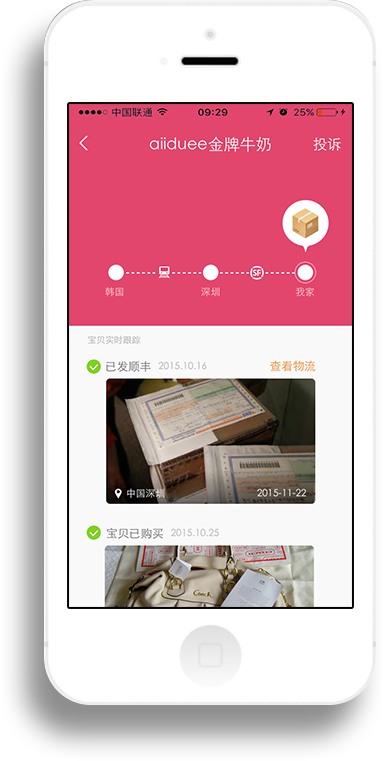 中国联通 09:29 25%
aiiduee金牌牛奶 投诉
SF
韩国 深圳 我家
宝贝实时跟踪
已发顺丰 2015.10.16 查看物流
中国深圳 2015-11-22
宝贝已购买 2015.10.25
Coach